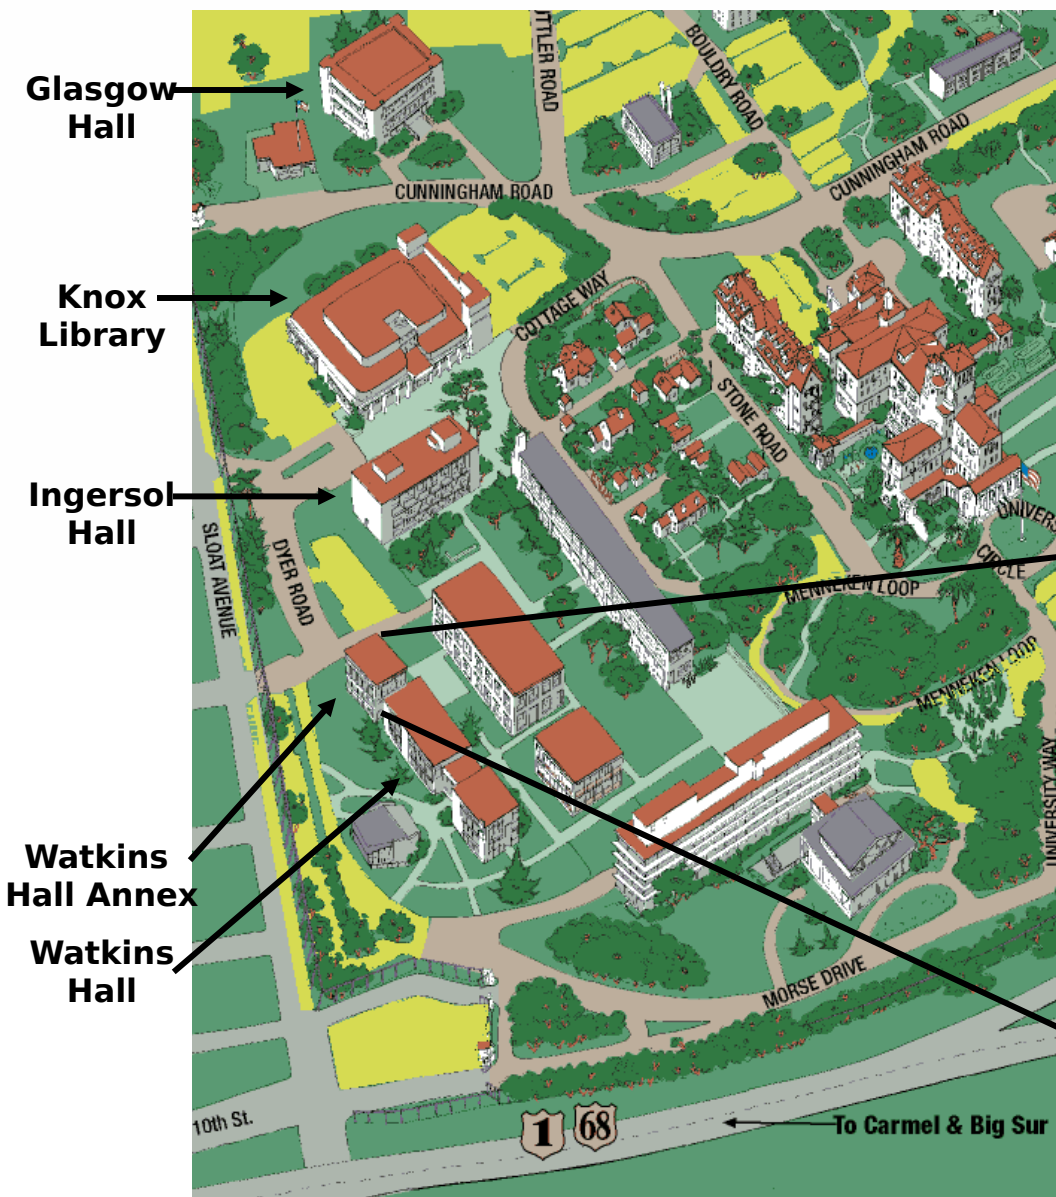 Glasgow
Hall
Knox
Library
Ingersol
Hall
Watkins
Hall Annex
Watkins
Hall
BOULDRY ROAD
CUNNINGHAM ROAD
CUNNINGHAM ROAD
COTTAGE WAY
STONE ROAD
SLOAT AVENUE
DYER ROAD
CIRCLE
MENNEKEN LOOP
MENNEKEN LOOP
UNIVERSITY WAY
MORSE DRIVE
10th St.
1
68
To Carmel & Big Sur